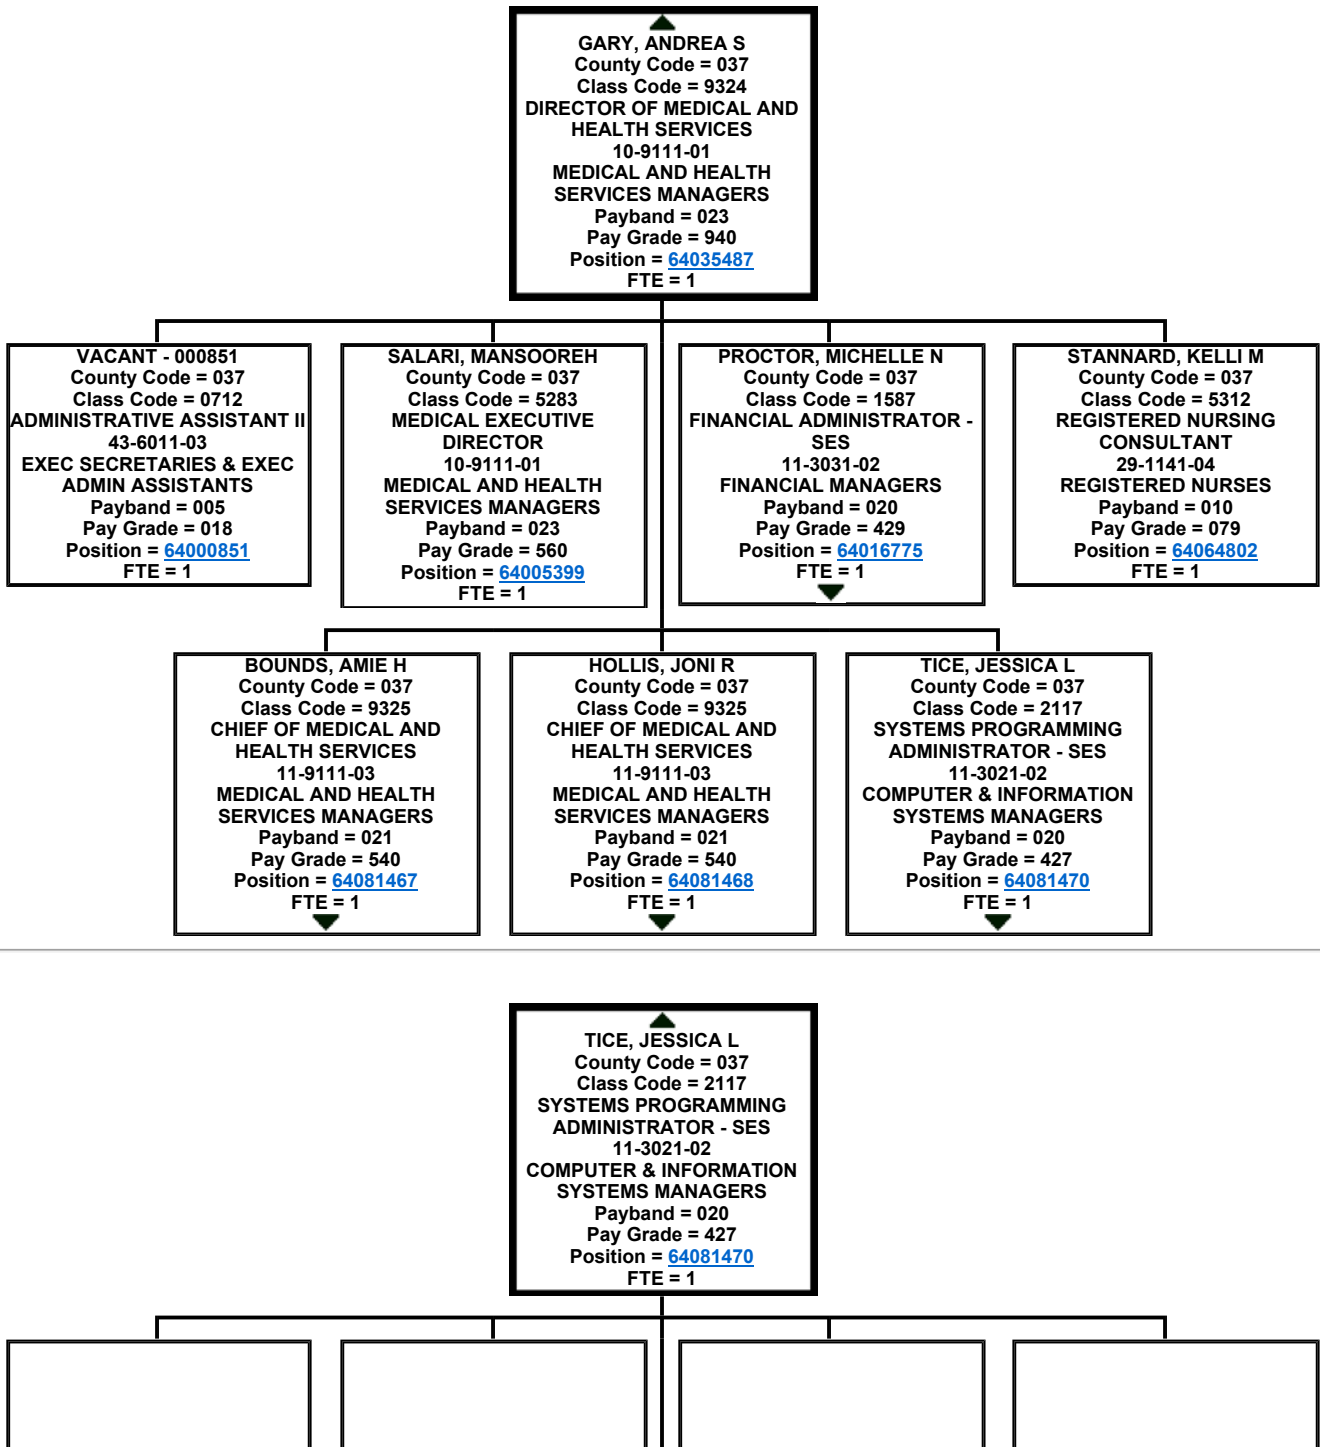 GARY, ANDREA S
County Code = 037
Class Code = 9324
DIRECTOR OF MEDICAL AND
HEALTH SERVICES
10-9111-01
MEDICAL AND HEALTH
SERVICES MANAGERS
Payband = 023
Pay Grade = 940
Position = 64035487
FTE = 1
VACANT - 000851
County Code = 037
Class Code = 0712
ADMINISTRATIVE ASSISTANT II
43-6011-03
EXEC SECRETARIES & EXEC
ADMIN ASSISTANTS
Payband = 005
Pay Grade = 018
Position = 64000851
FTE = 1
SALARI, MANSOOREH
County Code = 037
Class Code = 5283
MEDICAL EXECUTIVE
DIRECTOR
10-9111-01
MEDICAL AND HEALTH
SERVICES MANAGERS
Payband = 023
Pay Grade = 560
Position = 64005399
FTE = 1
PROCTOR, MICHELLE N
County Code = 037
Class Code = 1587
FINANCIAL ADMINISTRATOR -
SES
11-3031-02
FINANCIAL MANAGERS
Payband = 020
Pay Grade = 429
Position = 64016775
FTE = 1
STANNARD, KELLI M
County Code = 037
Class Code = 5312
REGISTERED NURSING
CONSULTANT
29-1141-04
REGISTERED NURSES
Payband = 010
Pay Grade = 079
Position = 64064802
FTE = 1
BOUNDS, AMIE H
County Code = 037
Class Code = 9325
CHIEF OF MEDICAL AND
HEALTH SERVICES
11-9111-03
MEDICAL AND HEALTH
SERVICES MANAGERS
Payband = 021
Pay Grade = 540
Position = 64081467
FTE = 1
HOLLIS, JONI R
County Code = 037
Class Code = 9325
CHIEF OF MEDICAL AND
HEALTH SERVICES
11-9111-03
MEDICAL AND HEALTH
SERVICES MANAGERS
Payband = 021
Pay Grade = 540
Position = 64081468
FTE = 1
TICE, JESSICA L
County Code = 037
Class Code = 2117
SYSTEMS PROGRAMMING
ADMINISTRATOR - SES
11-3021-02
COMPUTER & INFORMATION
SYSTEMS MANAGERS
Payband = 020
Pay Grade = 427
Position = 64081470
FTE = 1
TICE, JESSICA L
County Code = 037
Class Code = 2117
SYSTEMS PROGRAMMING
ADMINISTRATOR - SES
11-3021-02
COMPUTER & INFORMATION
SYSTEMS MANAGERS
Payband = 020
Pay Grade = 427
Position = 64081470
FTE = 1